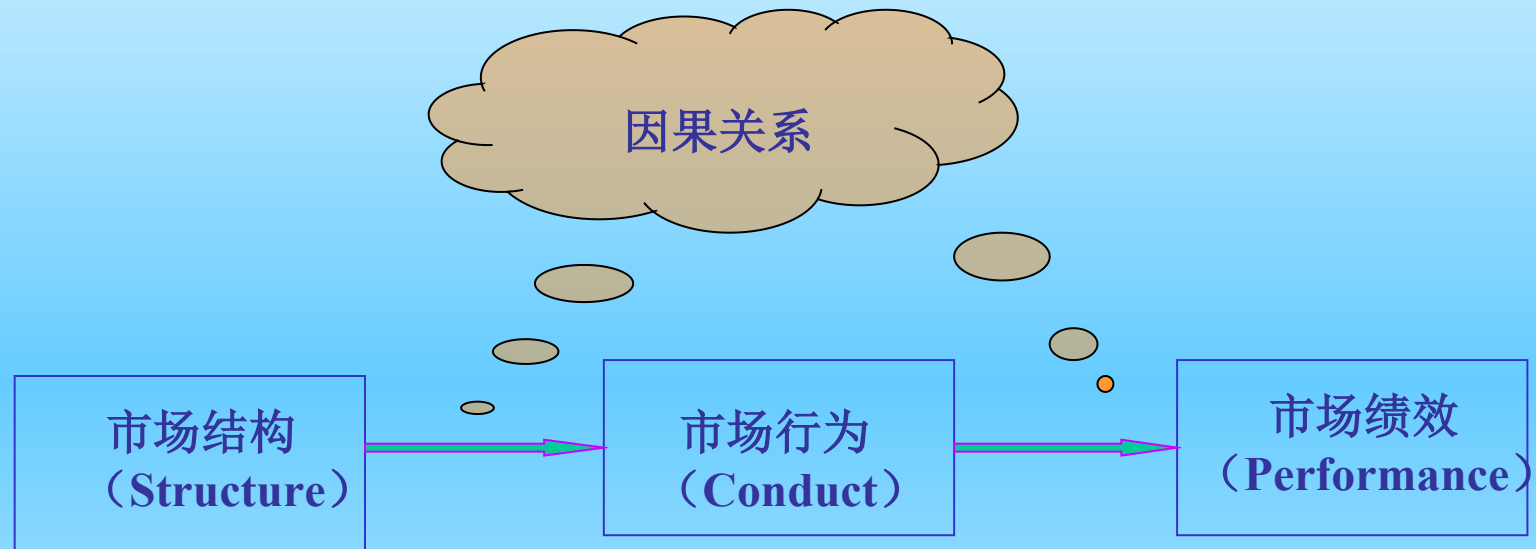 因果关系
市场结构
（Structure）
市场行为
（Conduct）
市场绩效
（Performance）